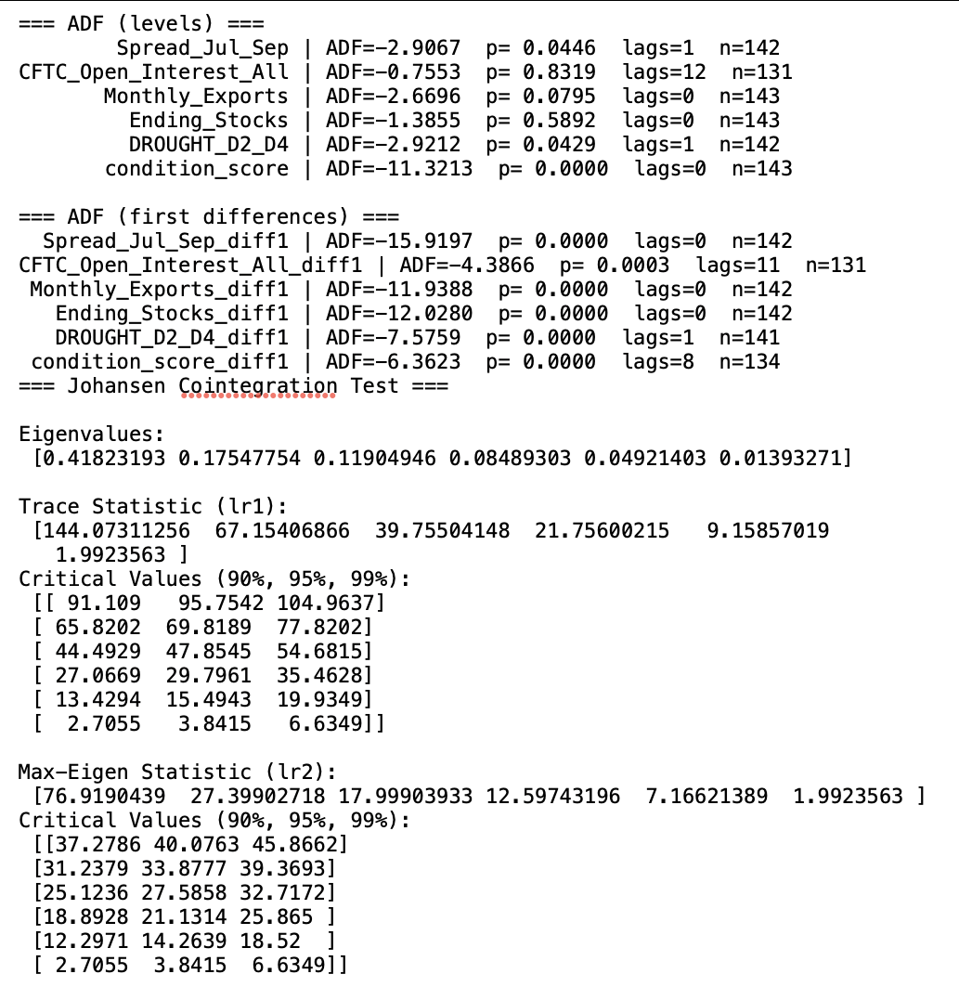 === ADF (levels) ===
Spread_Jul_Sep | ADF=-2.9067 p= 0.0446 lags=1 n=142
CFTC_Open_Interest_All | ADF=-0.7553 p= 0.8319 lags=12 n=131
Monthly_Exports | ADF=-2.6696 p= 0.0795 lags=0 n=143
Ending_Stocks | ADF=-1.3855 p= 0.5892 lags=0 n=143
DROUGHT_D2_D4 | ADF=-2.9212 p= 0.0429 lags=1 n=142
condition_score | ADF=-11.3213 p= 0.0000 lags=0 n=143
=== ADF (first differences) ===
Spread_Jul_Sep_diff1 | ADF=-15.9197 p= 0.0000 lags=0 n=142
CFTC_Open_Interest_All_diff1 | ADF=-4.3866 p= 0.0003 lags=11 n=131
Monthly_Exports_diff1 | ADF=-11.9388 p= 0.0000 lags=0 n=142
Ending_Stocks_diff1 | ADF=-12.0280 p= 0.0000 lags=0 n=142
DROUGHT_D2_D4_diff1 | ADF=-7.5759 p= 0.0000 lags=1 n=141
condition_score_diff1 | ADF=-6.3623 p= 0.0000 lags=8 n=134
=== Johansen Cointegration Test ===
Eigenvalues:
[0.41823193 0.17547754 0.11904946 0.08489303 0.04921403 0.01393271]
Trace Statistic (lr1):
[144.07311256 67.15406866 39.75504148 21.75600215 9.15857019
1.9923563 ]
Critical Values (90%, 95%, 99%):
[[ 91.109 95.7542 104.9637]
[ 65.8202 69.8189 77.8202]
[ 44.4929 47.8545 54.6815]
[ 27.0669 29.7961 35.4628]
[ 13.4294 15.4943 19.9349]
[ 2.7055 3.8415 6.6349]]
Max-Eigen Statistic (lr2):
[76.9190439 27.39902718 17.99903933 12.59743196 7.16621389 1.9923563 ]
Critical Values (90%, 95%, 99%):
[[37.2786 40.0763 45.8662]
[31.2379 33.8777 39.3693]
[25.1236 27.5858 32.7172]
[18.8928 21.1314 25.865 ]
[12.2971 14.2639 18.52 ]
[ 2.7055 3.8415 6.6349]]